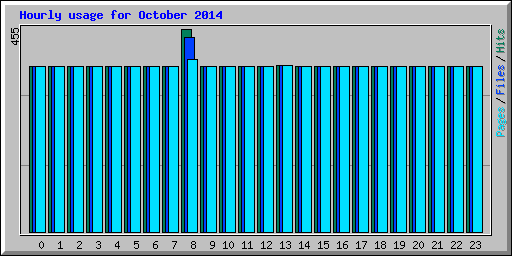 Hourly usage for October 2014
455
Pages/Files/Hits
0 1 2 3 4 5 6 7 8 9 10 11 12 13 14 15 16 17 18 19 20 21 22 23